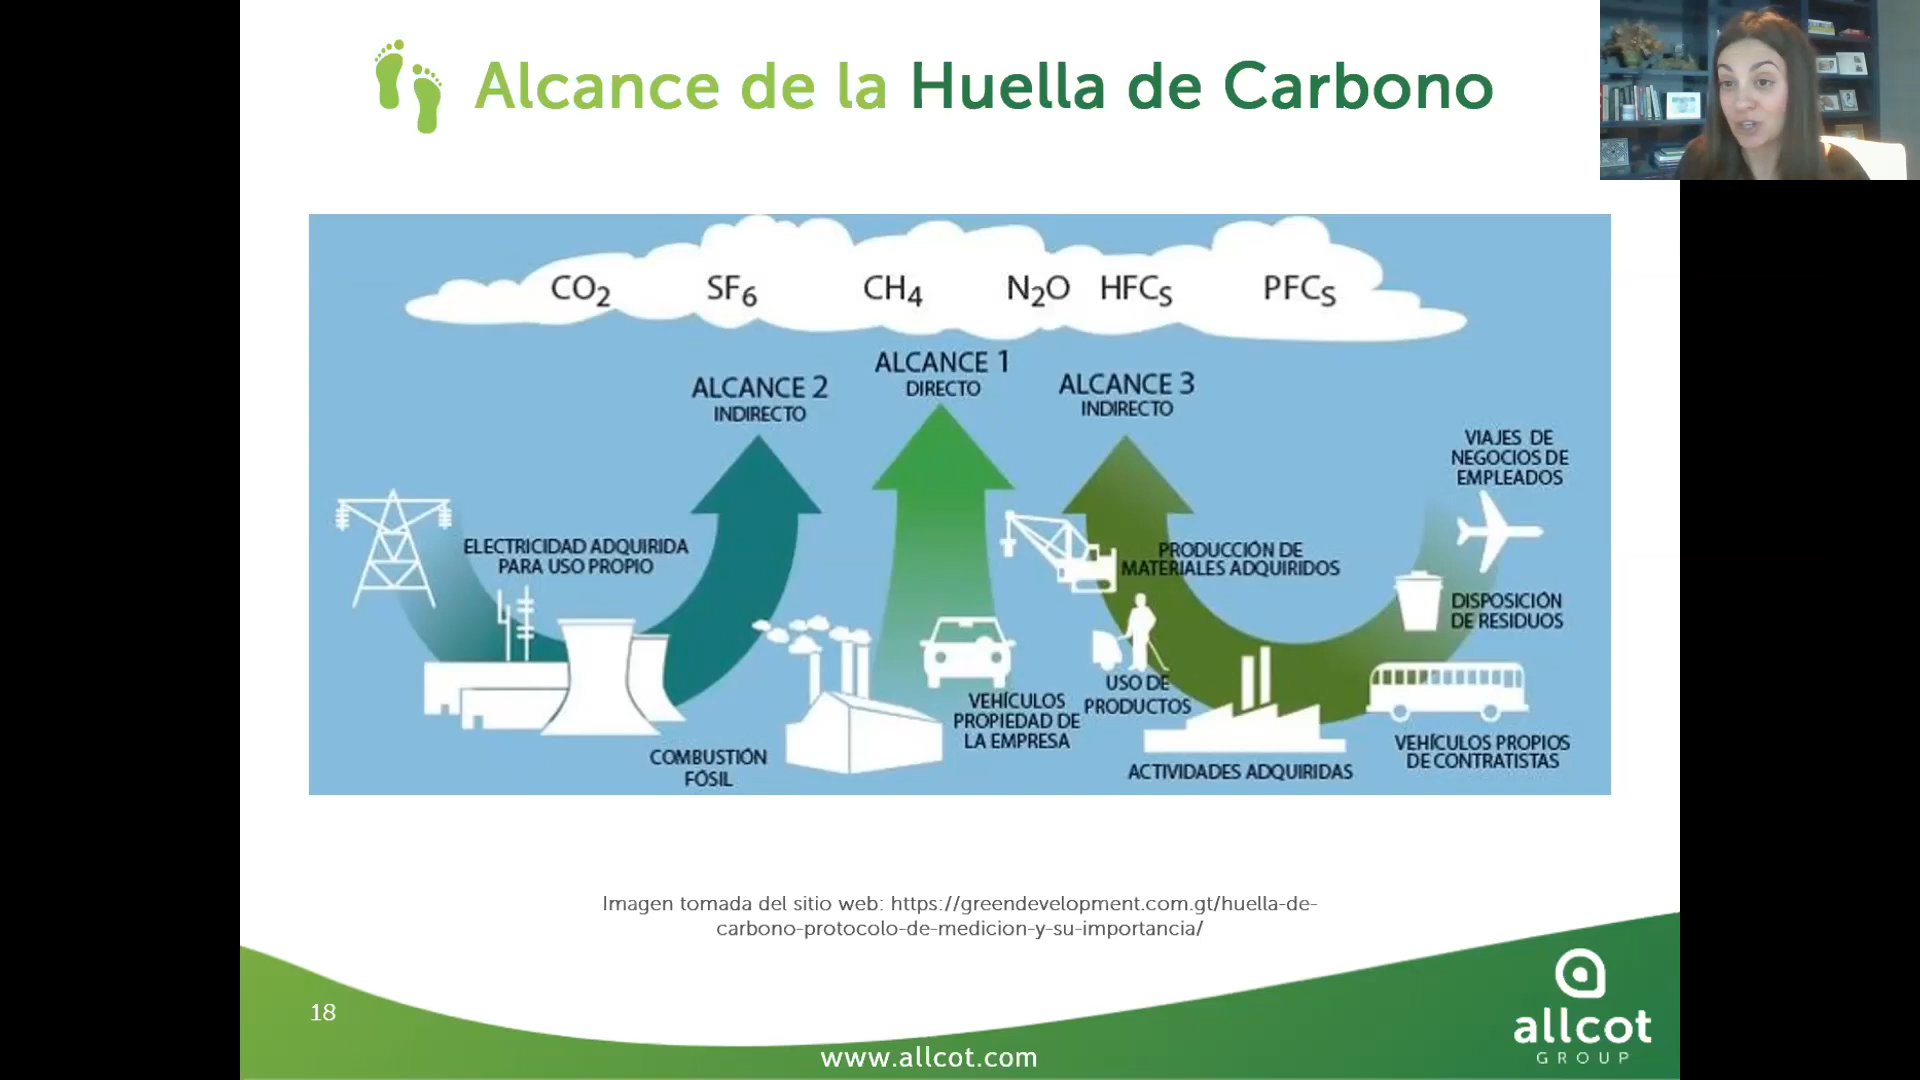 Alcance de la Huella de Carbono
CO2 SF6 CH4 N2O HFCS PFCS
ALCANCE 2
INDIRECTO
ALCANCE 1
DIRECTO
ALCANCE 3
INDIRECTO
VIAJES DE
NEGOCIOS DE
EMPLEADOS
ELECTRICIDAD ADQUIRIDA
PARA USO PROPIO
PRODUCCIÓN DE
MATERIALES ADQUIRIDOS
DISPOSICIÓN
DE RESIDUOS
COMBUSTIÓN
FÓSIL
VEHÍCULOS
PROPIEDAD DE
LA EMPRESA
USO DE
PRODUCTOS
ACTIVIDADES ADQUIRIDAS
VEHÍCULOS PROPIOS
DE CONTRATISTAS
Imagen tomada del sitio web: https://greendevelopment.com.gt/huella-de-
carbono-protocolo-de-medicion-y-su-importancia/
18
www.allcot.com
allcot
GROUP